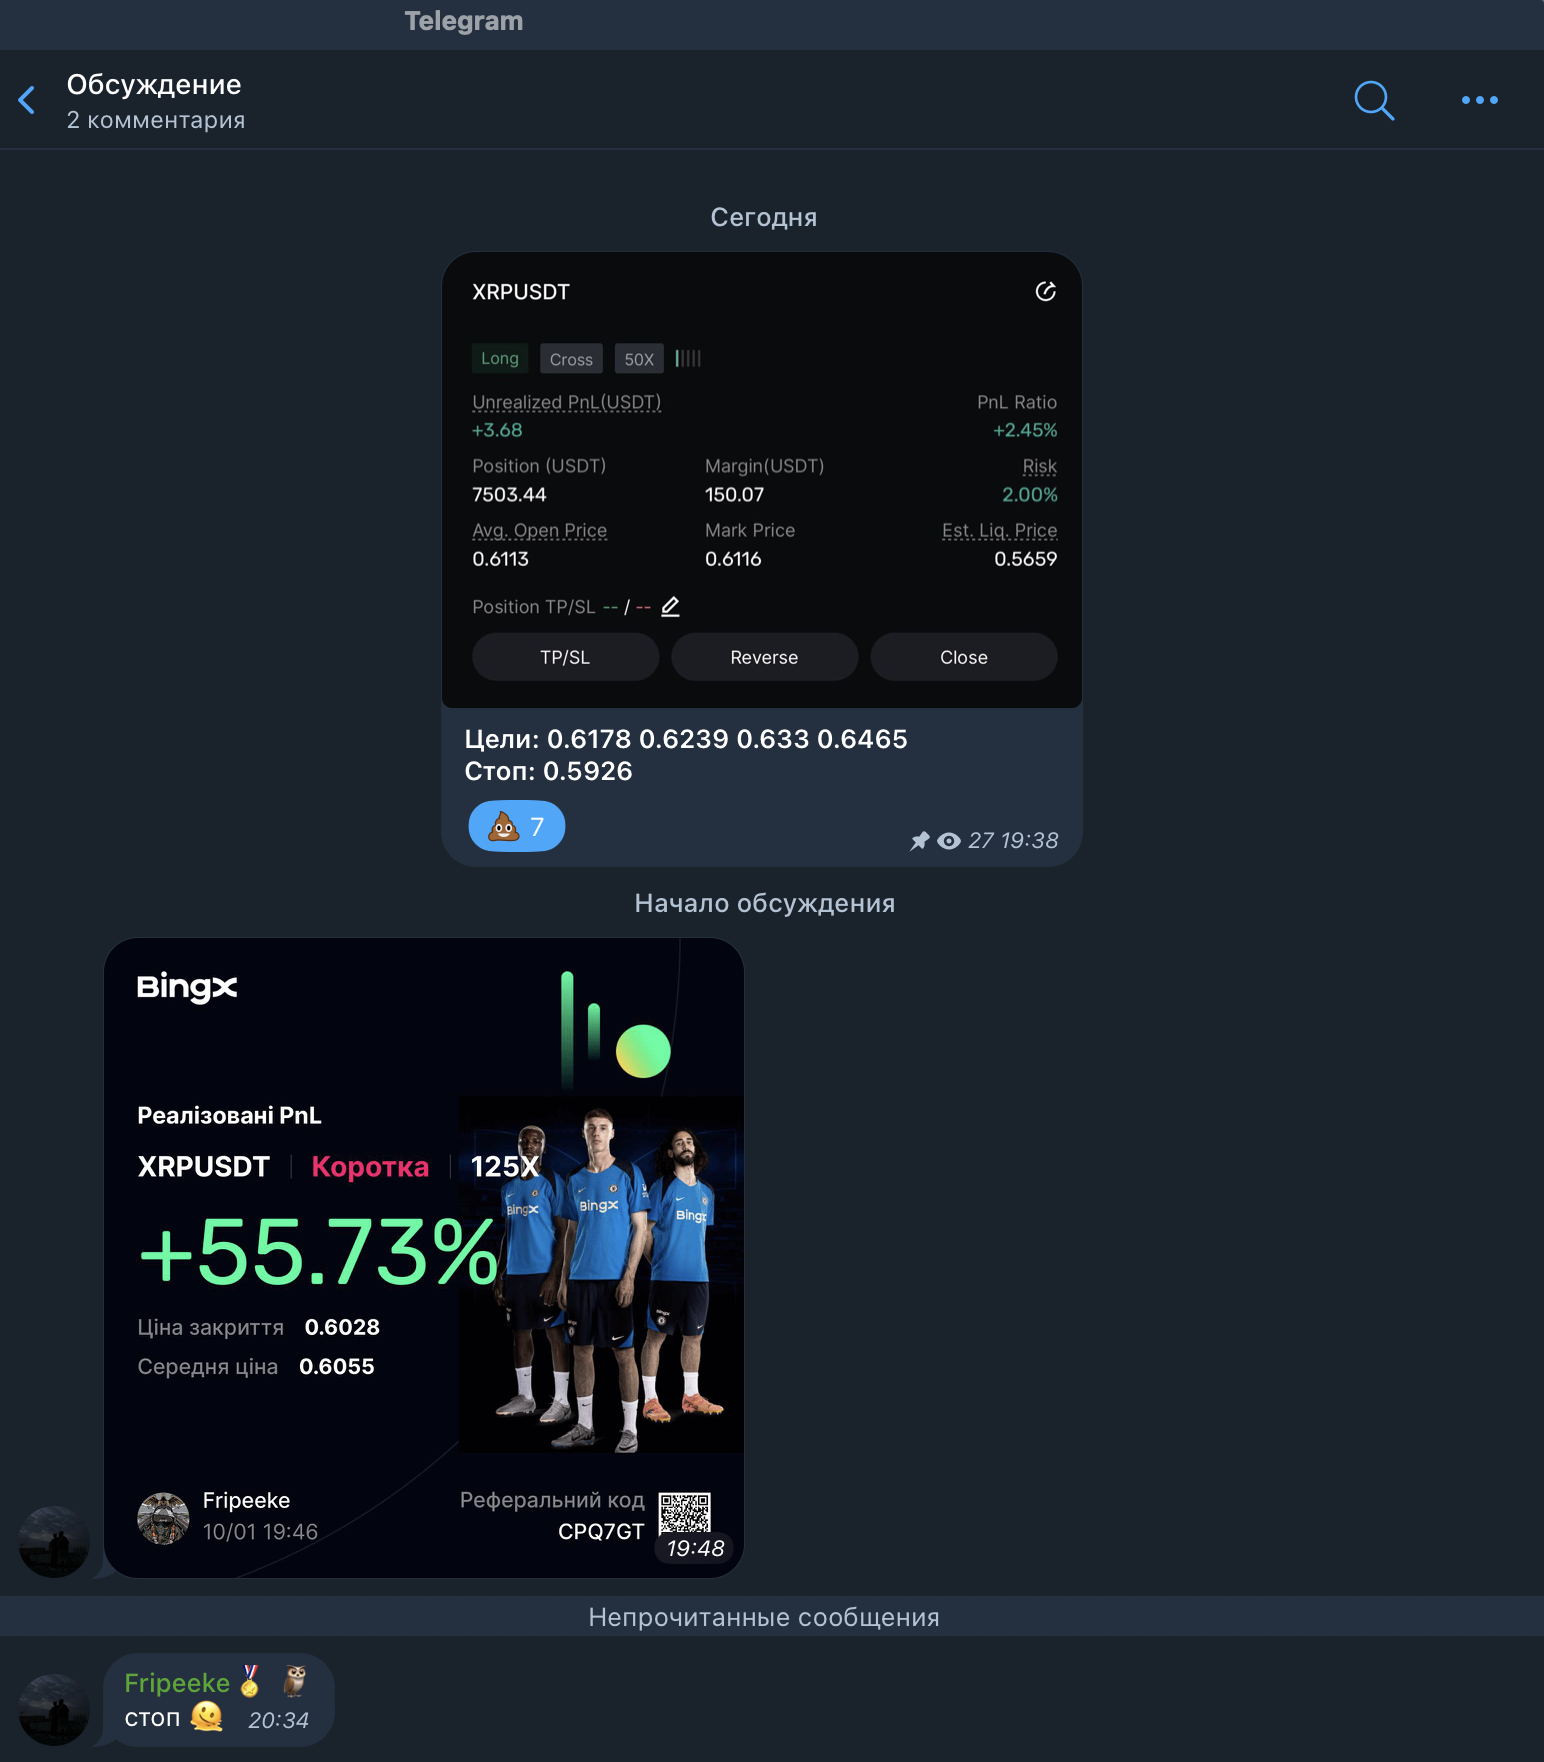 Telegram
Обсуждение
2 комментария
Сегодня
XRPUSDT
Long Cross 50X
Unrealized PnL(USDT) PnL Ratio
+3.68 +2.45%
Position (USDT) Margin(USDT) Risk
7503.44 150.07 2.00%
Avg. Open Price Mark Price Est. Liq. Price
0.6113 0.6116 0.5659
Position TP/SL -- / --
TP/SL Reverse Close
Цели: 0.6178 0.6239 0.633 0.6465
Стоп: 0.5926
💩 7
27 19:38
Начало обсуждения
BingX
Реалізовані PnL
XRPUSDT | Коротка | 125X
+55.73%
BingX BingX BingX
Ціна закриття 0.6028
Середня ціна 0.6055
BingX
Fripeeke
10/01 19:46
Реферальний код
CPQ7GT
19:48
Непрочитанные сообщения
Fripeeke🏅 🦉
стоп 🫠 20:34